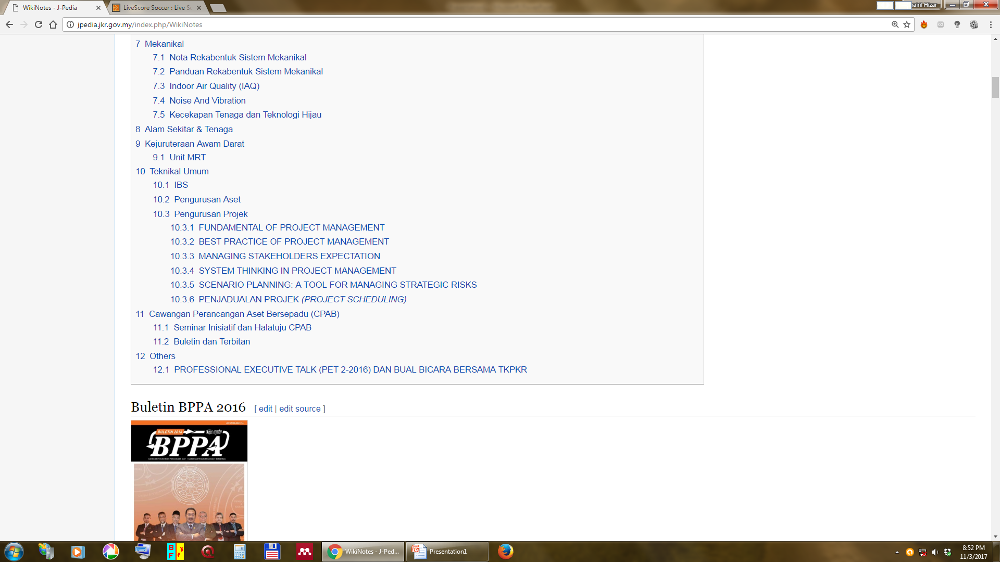 WikiNotes - J-Pedia
LiveScore Soccer : Live Sc
airil Hizar
jpedia.jkr.gov.my/index.php/WikiNotes
7 Mekanikal
7.1 Nota Rekabentuk Sistem Mekanikal
7.2 Panduan Rekabentuk Sistem Mekanikal
7.3 Indoor Air Quality (IAQ)
7.4 Noise And Vibration
7.5 Kecekapan Tenaga dan Teknologi Hijau
8 Alam Sekitar & Tenaga
9 Kejuruteraan Awam Darat
9.1 Unit MRT
10 Teknikal Umum
10.1 IBS
10.2 Pengurusan Aset
10.3 Pengurusan Projek
10.3.1 FUNDAMENTAL OF PROJECT MANAGEMENT
10.3.2 BEST PRACTICE OF PROJECT MANAGEMENT
10.3.3 MANAGING STAKEHOLDERS EXPECTATION
10.3.4 SYSTEM THINKING IN PROJECT MANAGEMENT
10.3.5 SCENARIO PLANNING: A TOOL FOR MANAGING STRATEGIC RISKS
10.3.6 PENJADUALAN PROJEK (PROJECT SCHEDULING)
11 Cawangan Perancangan Aset Bersepadu (CPAB)
11.1 Seminar Inisiatif dan Halatuju CPAB
11.2 Buletin dan Terbitan
12 Others
12.1 PROFESSIONAL EXECUTIVE TALK (PET 2-2016) DAN BUAL BICARA BERSAMA TKPKR
Buletin BPPA 2016 [ edit | edit source ]
BULETIN 2016
BPPA
B
F
WikiNotes - J-Ped...
Presentation1
8:52 PM
11/3/2017